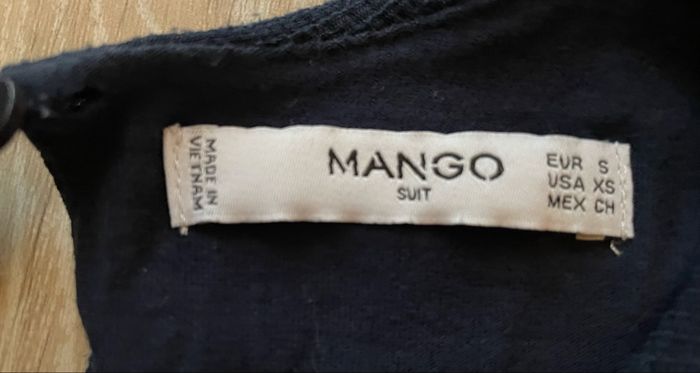 MADE IN
VIETNAM
MANGO
SUIT
EUR S
USA XS
MEX CH